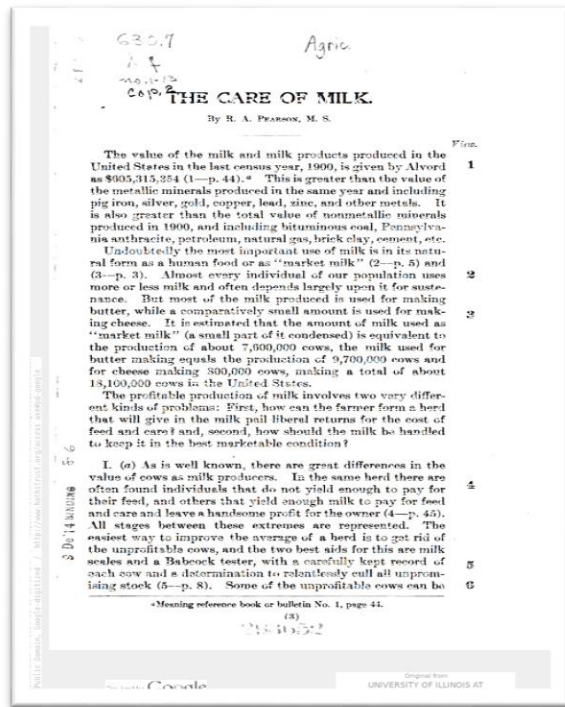 630.7
Agric
no. 1-13
cop. 2
THE CARE OF MILK.
By R. A. PEARSON, M. S.
View.
The value of the milk and milk products produced in the 1
United States in the last census year, 1900, is given by Alvord
as $605,315,354 (1—p. 44).a This is greater than the value of
the metallic minerals produced in the same year and including
pig iron, silver, gold, copper, lead, zinc, and other metals. It
is also greater than the total value of nonmetallic minerals
produced in 1900, and including bituminous coal, Pennsylva-
nia anthracite, petroleum, natural gas, brick clay, cement, etc.
Undoubtedly the most important use of milk is in its natu-
ral form as a human food or as "market milk" (2—p. 5) and
(3—p. 3). Almost every individual of our population uses 2
more or less milk and often depends largely upon it for suste-
nance. But most of the milk produced is used for making
butter, while a comparatively small amount is used for mak- 3
ing cheese. It is estimated that the amount of milk used as
"market milk" (a small part of it condensed) is equivalent to
the production of about 7,600,000 cows, the milk used for
butter making equals the production of 9,700,000 cows and
for cheese making 800,000 cows, making a total of about
18,100,000 cows in the United States.
The profitable production of milk involves two very differ-
ent kinds of problems: First, how can the farmer form a herd
that will give in the milk pail liberal returns for the cost of
feed and care? and, second, how should the milk be handled
to keep it in the best marketable condition?
I. (a) As is well known, there are great differences in the
value of cows as milk producers. In the same herd there are
often found individuals that do not yield enough to pay for 4
their feed, and others that yield enough milk to pay for feed
and care and leave a handsome profit for the owner (4—p. 45).
All stages between these extremes are represented. The
easiest way to improve the average of a herd is to get rid of
the unprofitable cows, and the two best aids for this are milk
scales and a Babcock tester, with a carefully kept record of 5
each cow and a determination to relentlessly cull all unprom-
ising stock (5—p. 8). Some of the unprofitable cows can be 6
a Meaning reference book or bulletin No. 1, page 44.
(3)
Public Domain, Google-digitized
Google
Original from
UNIVERSITY OF ILLINOIS AT